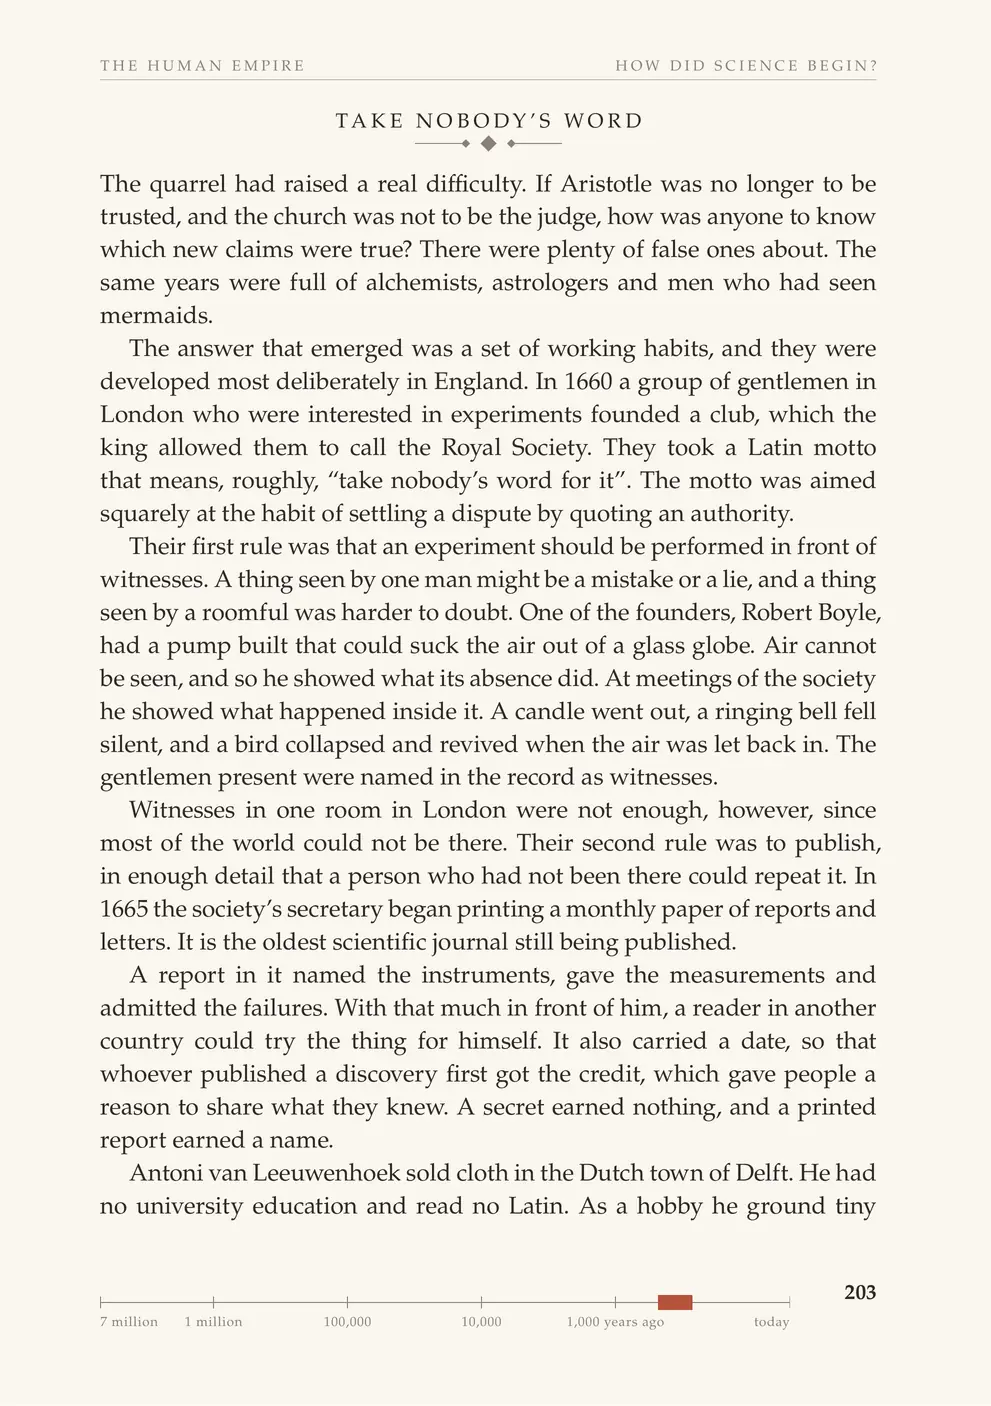 THE HUMAN EMPIRE
HOW DID SCIENCE BEGIN?
TAKE NOBODY’S WORD
The quarrel had raised a real difficulty. If Aristotle was no longer to be
trusted, and the church was not to be the judge, how was anyone to know
which new claims were true? There were plenty of false ones about. The
same years were full of alchemists, astrologers and men who had seen
mermaids.
The answer that emerged was a set of working habits, and they were
developed most deliberately in England. In 1660 a group of gentlemen in
London who were interested in experiments founded a club, which the
king allowed them to call the Royal Society. They took a Latin motto
that means, roughly, “take nobody’s word for it”. The motto was aimed
squarely at the habit of settling a dispute by quoting an authority.
Their first rule was that an experiment should be performed in front of
witnesses. A thing seen by one man might be a mistake or a lie, and a thing
seen by a roomful was harder to doubt. One of the founders, Robert Boyle,
had a pump built that could suck the air out of a glass globe. Air cannot
be seen, and so he showed what its absence did. At meetings of the society
he showed what happened inside it. A candle went out, a ringing bell fell
silent, and a bird collapsed and revived when the air was let back in. The
gentlemen present were named in the record as witnesses.
Witnesses in one room in London were not enough, however, since
most of the world could not be there. Their second rule was to publish,
in enough detail that a person who had not been there could repeat it. In
1665 the society’s secretary began printing a monthly paper of reports and
letters. It is the oldest scientific journal still being published.
A report in it named the instruments, gave the measurements and
admitted the failures. With that much in front of him, a reader in another
country could try the thing for himself. It also carried a date, so that
whoever published a discovery first got the credit, which gave people a
reason to share what they knew. A secret earned nothing, and a printed
report earned a name.
Antoni van Leeuwenhoek sold cloth in the Dutch town of Delft. He had
no university education and read no Latin. As a hobby he ground tiny
203
7 million
1 million
100,000
10,000
1,000 years ago
today